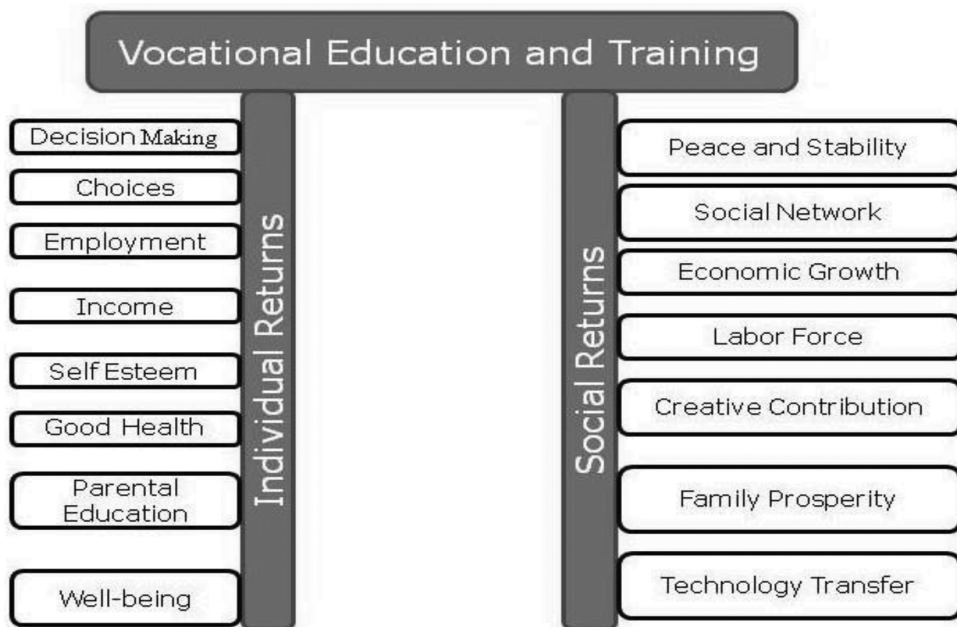 Vocational Education and Training
Individual Returns
Decision Making
Choices
Employment
Income
Self Esteem
Good Health
Parental
Education
Well-being
Social Returns
Peace and Stability
Social Network
Economic Growth
Labor Force
Creative Contribution
Family Prosperity
Technology Transfer